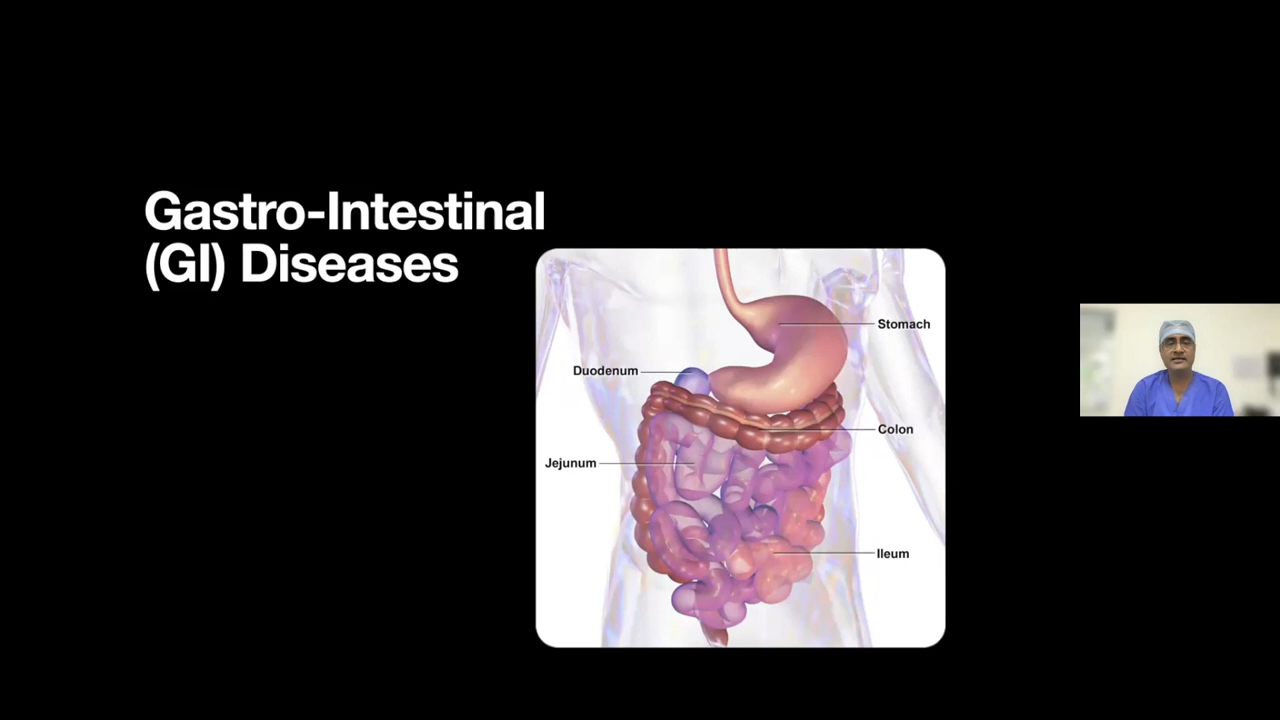 Gastro-Intestinal
(GI) Diseases
Stomach
Duodenum
Colon
Jejunum
Ileum